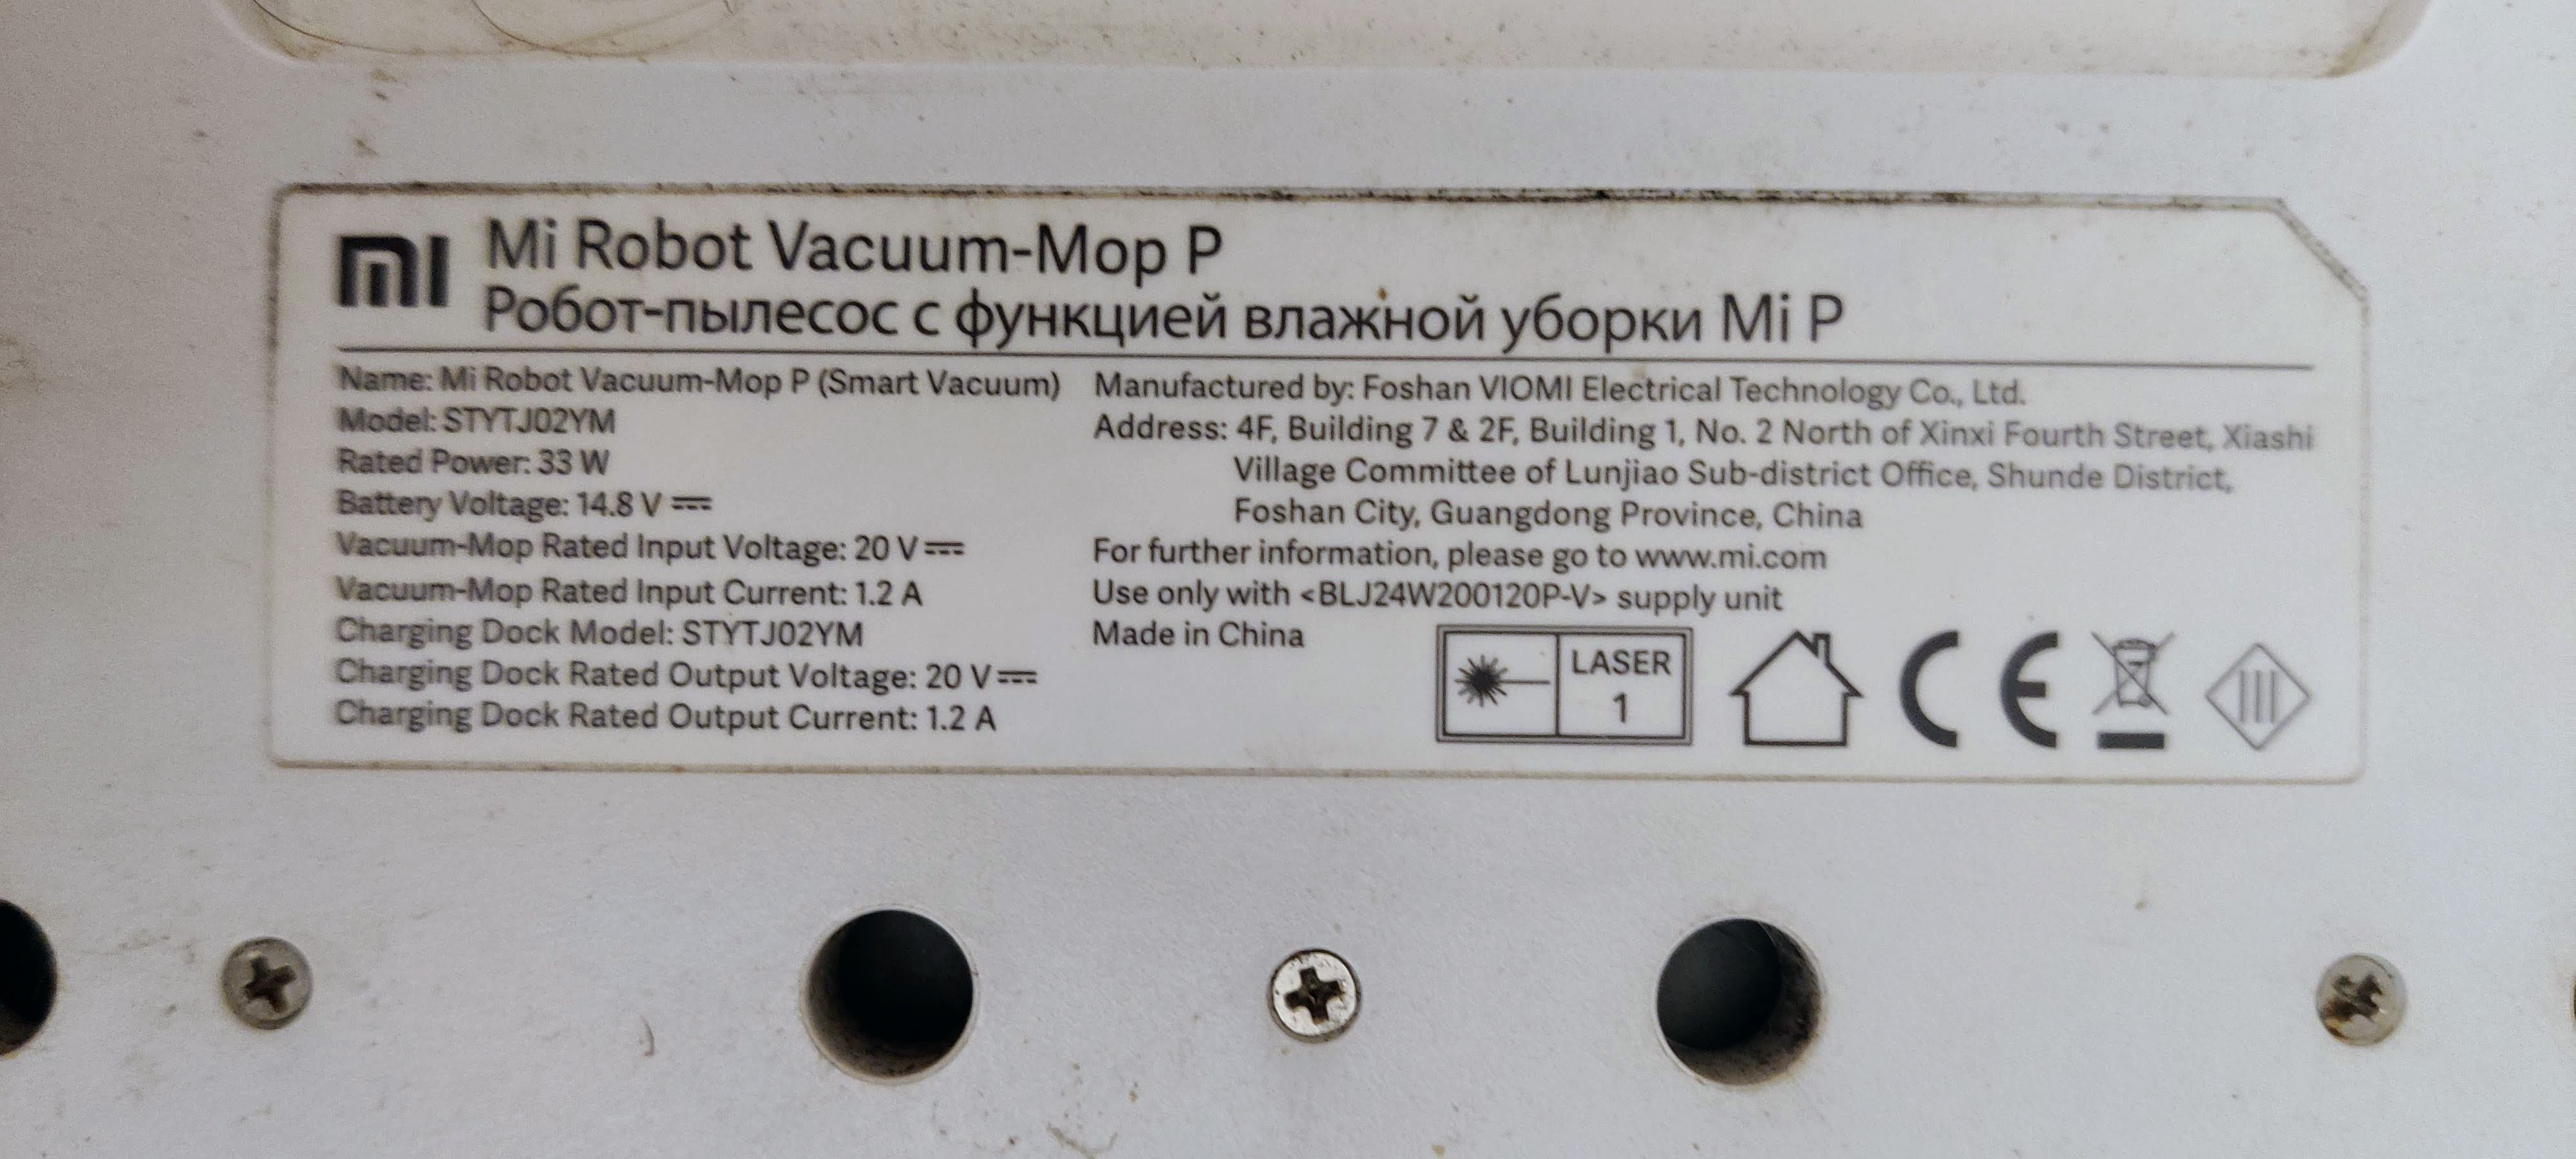 mi
Mi Robot Vacuum-Mop P
Робот-пылесос с функцией влажной уборки Mi P
Name: Mi Robot Vacuum-Mop P (Smart Vacuum)
Model: STYTJ02YM
Rated Power: 33 W
Battery Voltage: 14.8 V ⎓
Vacuum-Mop Rated Input Voltage: 20 V ⎓
Vacuum-Mop Rated Input Current: 1.2 A
Charging Dock Model: STYTJ02YM
Charging Dock Rated Output Voltage: 20 V ⎓
Charging Dock Rated Output Current: 1.2 A
Manufactured by: Foshan VIOMI Electrical Technology Co., Ltd.
Address: 4F, Building 7 & 2F, Building 1, No. 2 North of Xinxi Fourth Street, Xiashi
Village Committee of Lunjiao Sub-district Office, Shunde District,
Foshan City, Guangdong Province, China
For further information, please go to www.mi.com
Use only with <BLJ24W200120P-V> supply unit
Made in China
LASER
1
CE
III